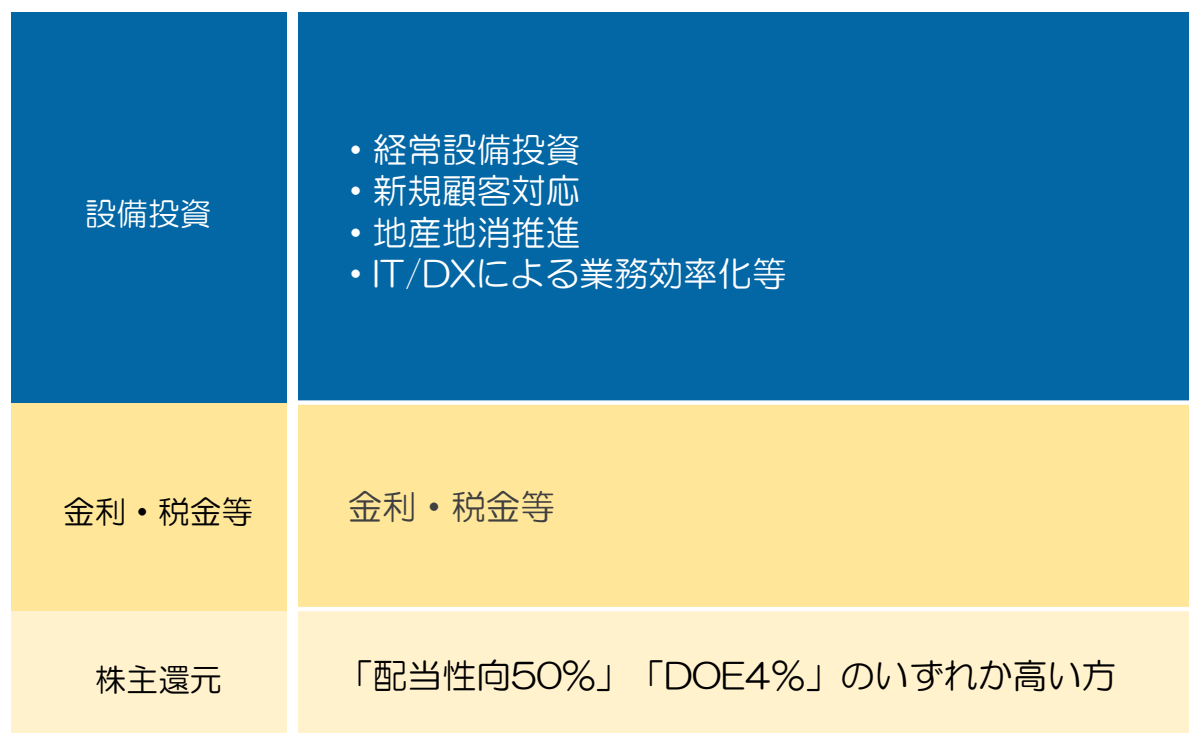 設備投資
・経常設備投資
・新規顧客対応
・地産地消推進
・IT/DXによる業務効率化等
金利・税金等
金利・税金等
株主還元
「配当性向50%」「DOE4%」のいずれか高い方